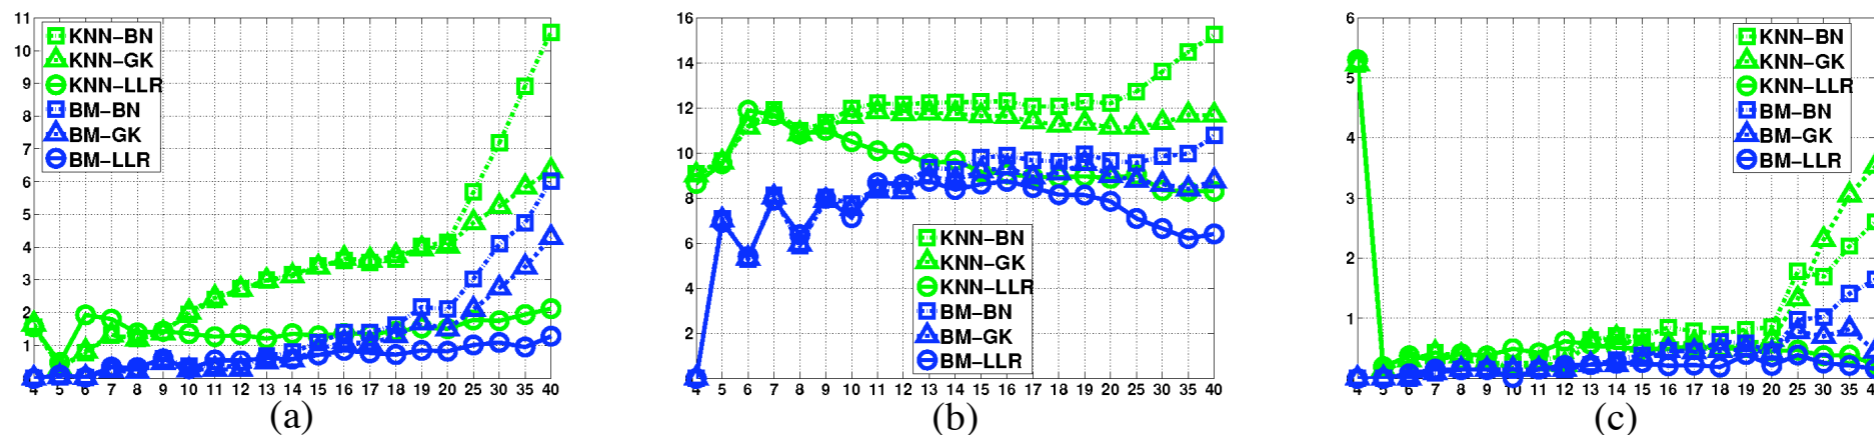 11
10
9
8
7
6
5
4
3
2
1
KNN-BN
KNN-GK
KNN-LLR
BM-BN
BM-GK
BM-LLR
4 5 6 7 8 9 10 11 12 13 14 15 16 17 18 19 20 25 30 35 40
(a)
16
14
12
10
8
6
4
2
KNN-BN
KNN-GK
KNN-LLR
BM-BN
BM-GK
BM-LLR
4 5 6 7 8 9 10 11 12 13 14 15 16 17 18 19 20 25 30 35 40
(b)
6
5
4
3
2
1
KNN-BN
KNN-GK
KNN-LLR
BM-BN
BM-GK
BM-LLR
4 5 6 7 8 9 10 11 12 13 14 15 16 17 18 19 20 25 30 35 4
(c)